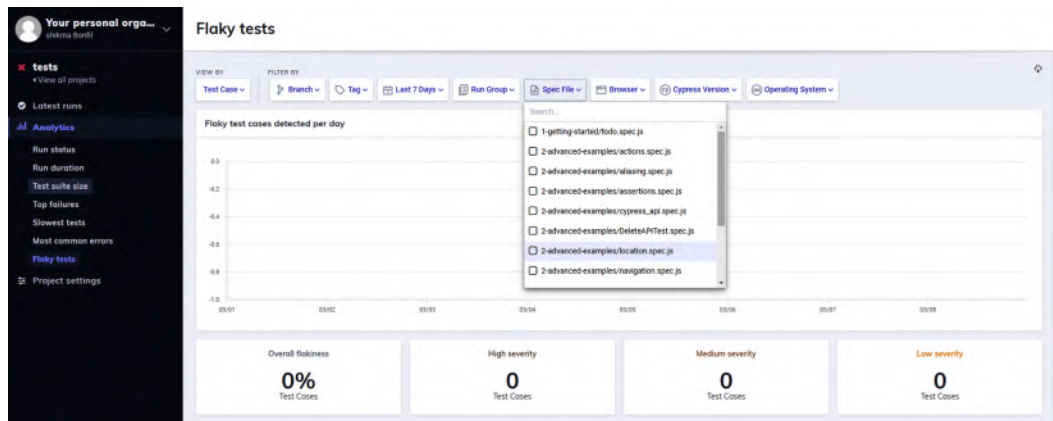 Your personal orga...
shikma Bonfil
Flaky tests
tests
View all projects
Latest runs
Analytics
Run status
Run duration
Test suite size
Top failures
Slowest tests
Most common errors
Flaky tests
Project settings
VIEW BY
FILTER BY
Test Case
Branch
Tag
Last 7 Days
Run Group
Spec File
Browser
Cypress Version
Operating System
Search...
1-getting-started/todo.spec.js
2-advanced-examples/actions.spec.js
2-advanced-examples/aliasing.spec.js
2-advanced-examples/assertions.spec.js
2-advanced-examples/cypress_api.spec.js
2-advanced-examples/DeleteAPITest.spec.js
2-advanced-examples/location.spec.js
2-advanced-examples/navigation.spec.js
Flaky test cases detected per day
0.0
-0.2
-0.4
-0.6
-0.8
-1.0
03/01 03/02 03/03 03/04 03/05 03/06 03/07 03/08
Overall flakiness
0%
Test Cases
High severity
0
Test Cases
Medium severity
0
Test Cases
Low severity
0
Test Cases